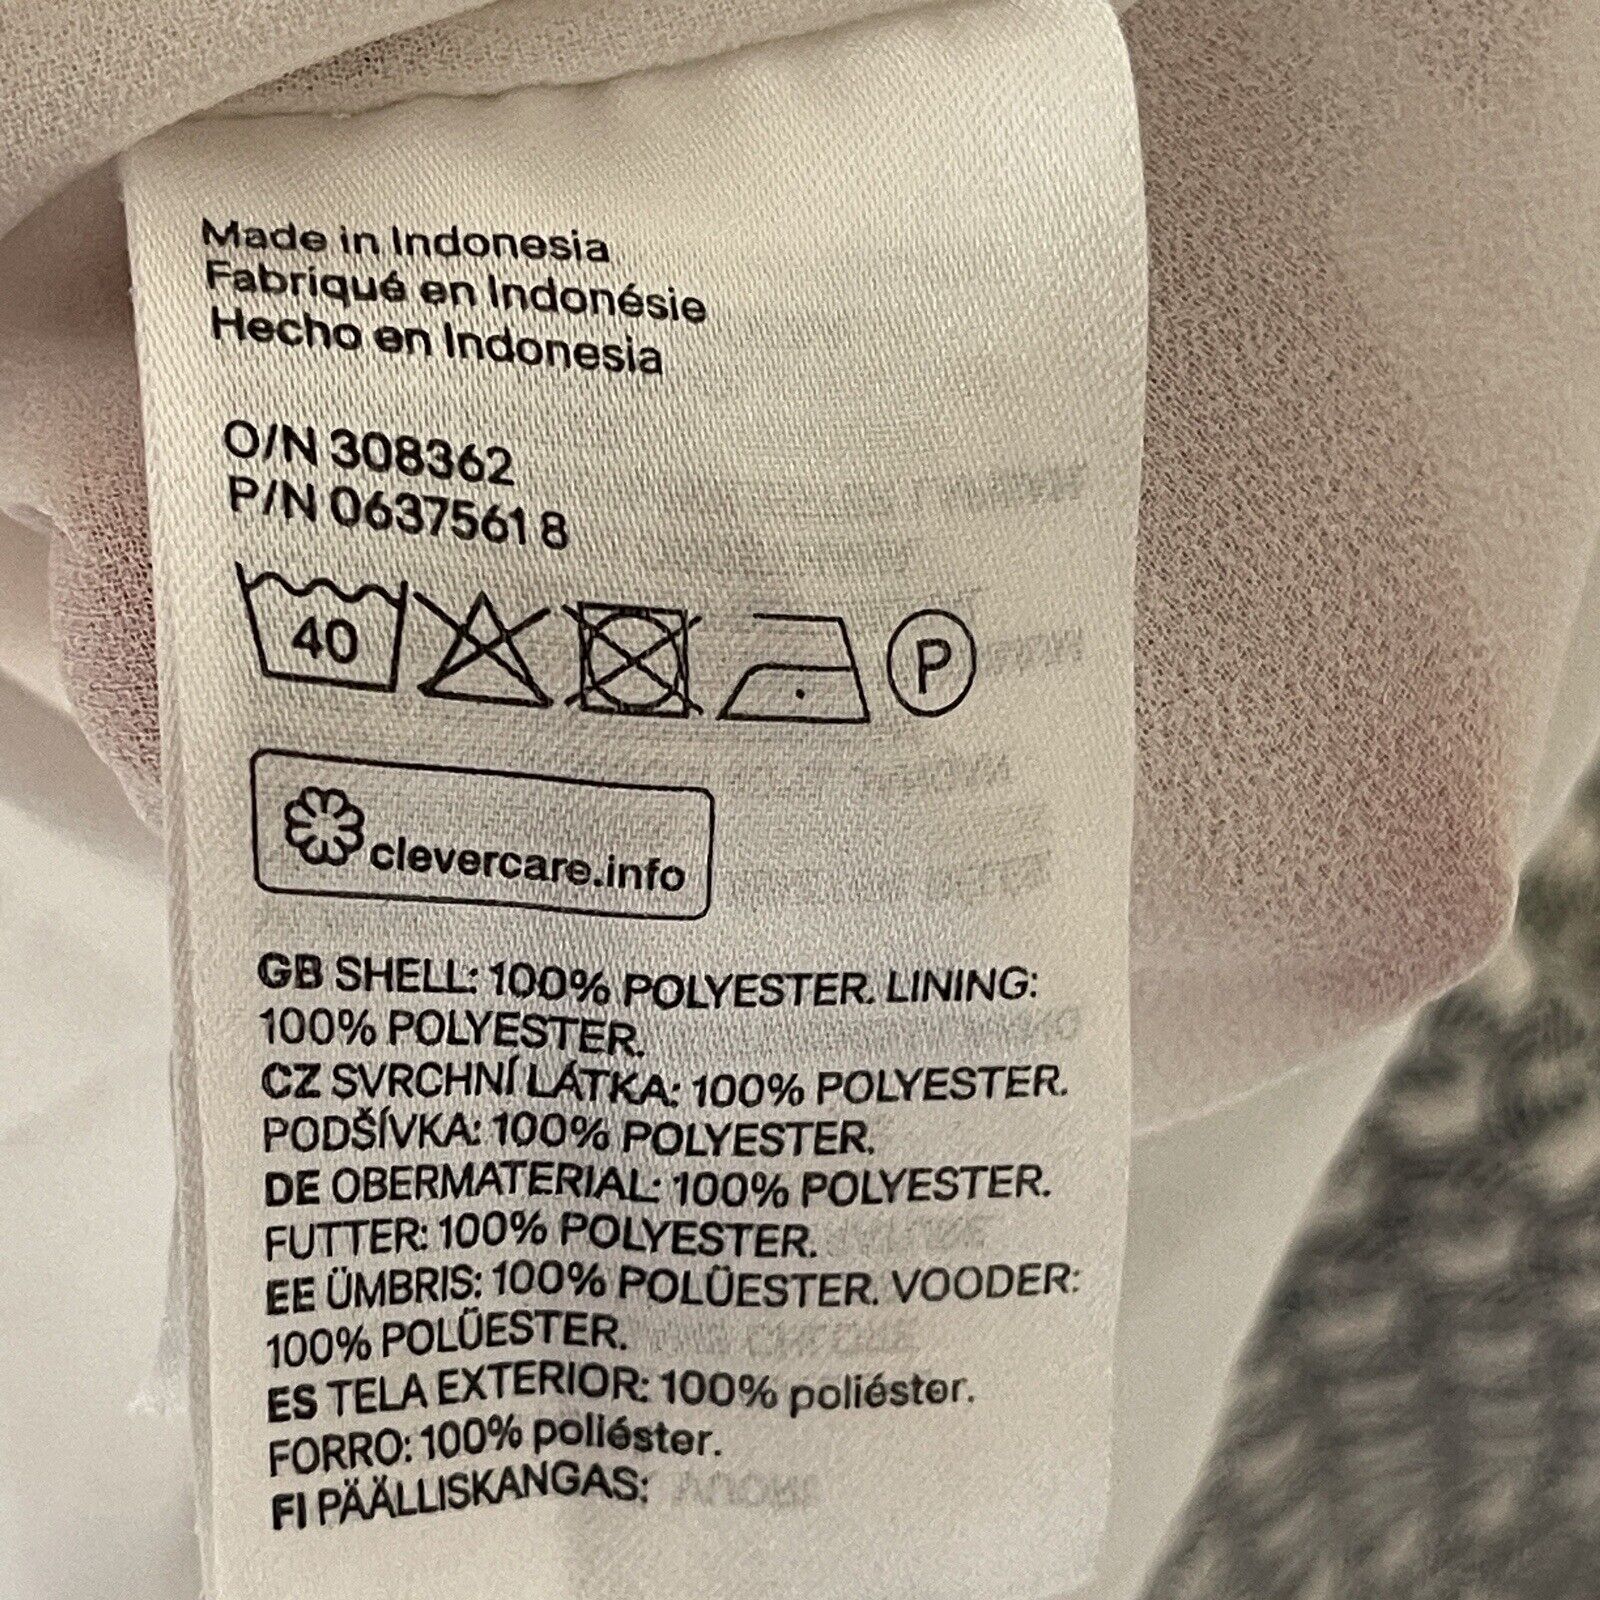 Made in Indonesia
Fabriqué en Indonésie
Hecho en Indonesia
O/N 308362
P/N 06375618
40
P
clevercare.info
GB SHELL: 100% POLYESTER. LINING:
100% POLYESTER.
CZ SVRCHNÍ LÁTKA: 100% POLYESTER.
PODŠÍVKA: 100% POLYESTER.
DE OBERMATERIAL: 100% POLYESTER.
FUTTER: 100% POLYESTER.
EE ÜMBRIS: 100% POLÜESTER. VOODER:
100% POLÜESTER.
ES TELA EXTERIOR: 100% poliéster.
FORRO: 100% poliéster.
FI PÄÄLLISKANGAS: